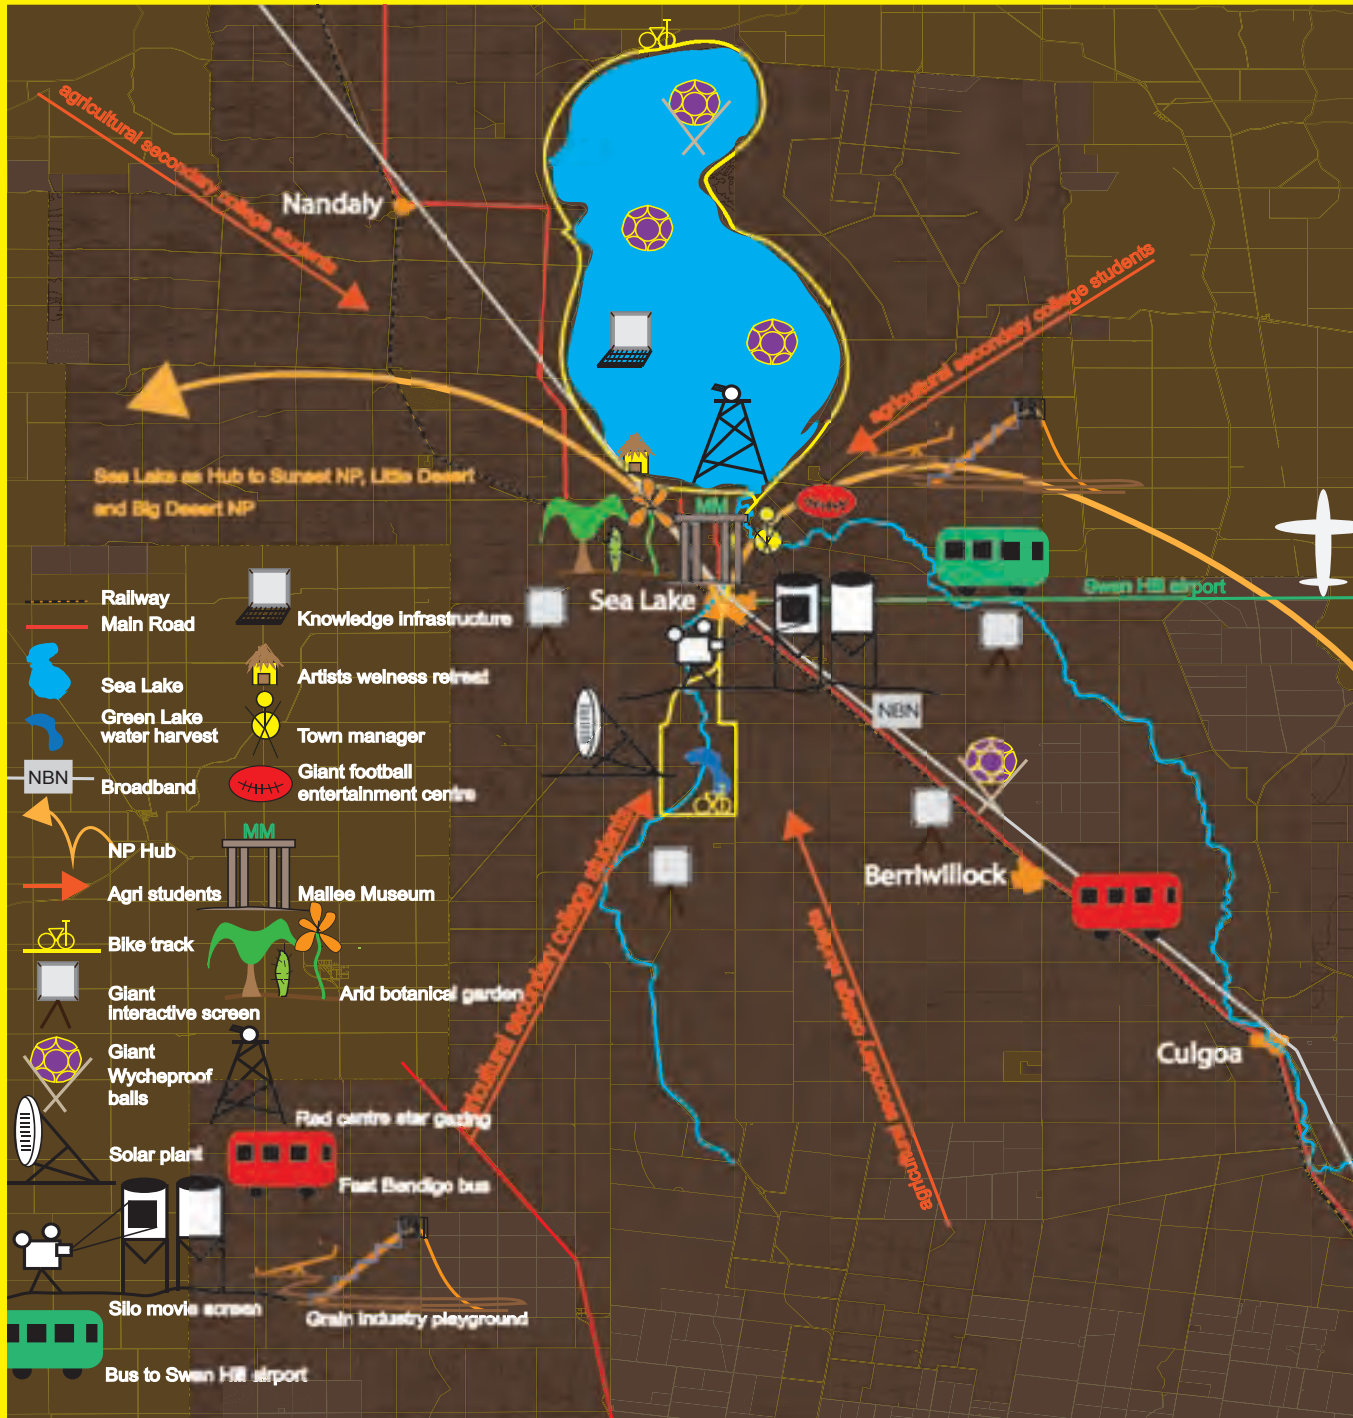 agricultural secondary college students
Nandaly
agricultural secondary college students
Sea Lake as Hub to Sunset NP, Little Desert
and Big Desert NP
MM
Swan Hill airport
Sea Lake
NBN
Berriwillock
Culgoa
agricultural secondary college students
agricultural secondary college students
Railway
Main Road
Sea Lake
Green Lake
water harvest
NBN
Broadband
NP Hub
Agri students
Bike track
Giant
interactive screen
Giant
Wycheproof
balls
Solar plant
Silo movie screen
Bus to Swan Hill airport
Knowledge infrastructure
Artists welness retreat
Town manager
Giant football
entertainment centre
MM
Mallee Museum
Arid botanical garden
Red centre star gazing
Fast Bendigo bus
Grain industry playground